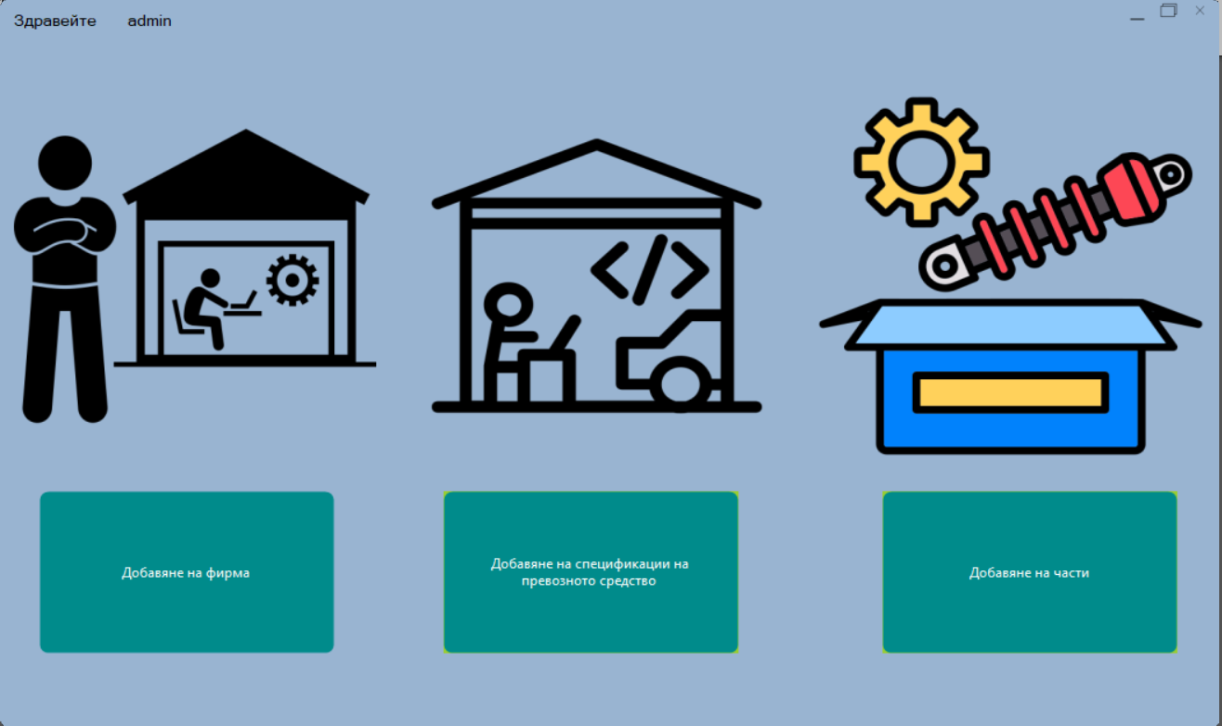 Здравейте admin
Добавяне на фирма
Добавяне на спецификации на
превозното средство
Добавяне на части